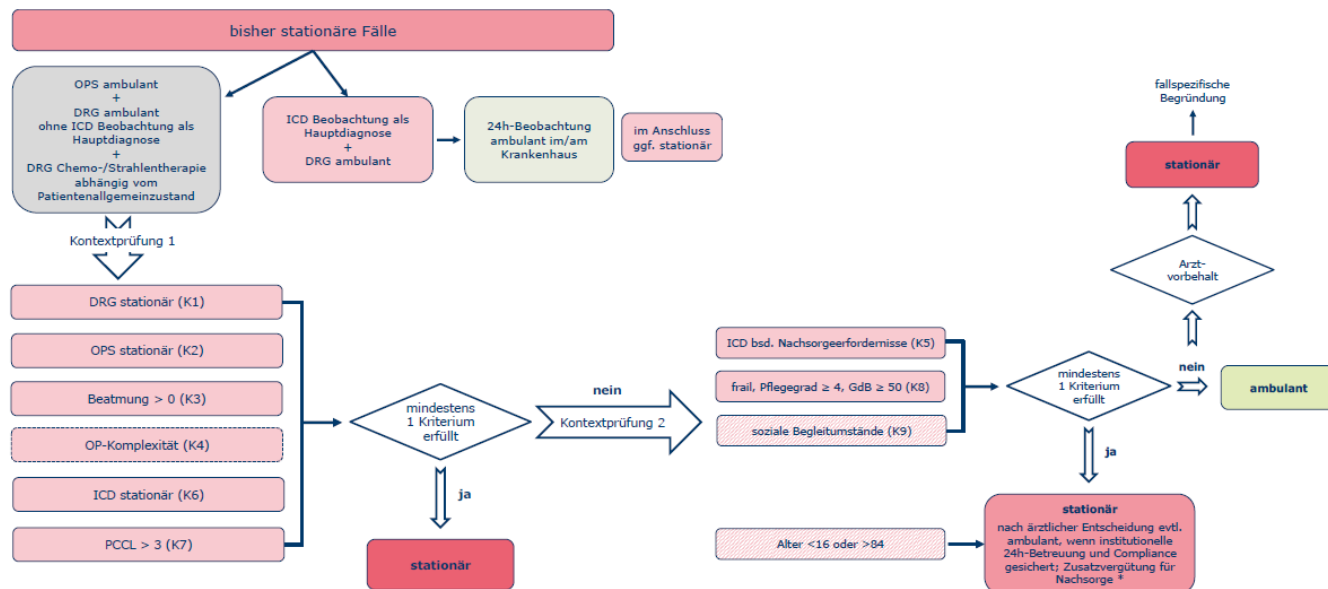 bisher stationäre Fälle
OPS ambulant
+
DRG ambulant
ohne ICD Beobachtung als
Hauptdiagnose
+
DRG Chemo-/Strahlentherapie
abhängig vom
Patientenallgemeinzustand
ICD Beobachtung als
Hauptdiagnose
+
DRG ambulant
24h-Beobachtung
ambulant im/am
Krankenhaus
im Anschluss
ggf. stationär
Kontextprüfung 1
DRG stationär (K1)
OPS stationär (K2)
Beatmung > 0 (K3)
OP-Komplexität (K4)
ICD stationär (K6)
PCCL > 3 (K7)
mindestens
1 Kriterium
erfüllt
ja
stationär
nein
Kontextprüfung 2
ICD bsd. Nachsorgeerfordernisse (K5)
frail, Pflegegrad ≥ 4, GdB ≥ 50 (K8)
soziale Begleitumstände (K9)
Alter <16 oder >84
mindestens
1 Kriterium
erfüllt
nein
ambulant
Arzt-
vorbehalt
stationär
fallspezifische
Begründung
ja
stationär
nach ärztlicher Entscheidung evtl.
ambulant, wenn institutionelle
24h-Betreuung und Compliance
gesichert; Zusatzvergütung für
Nachsorge *